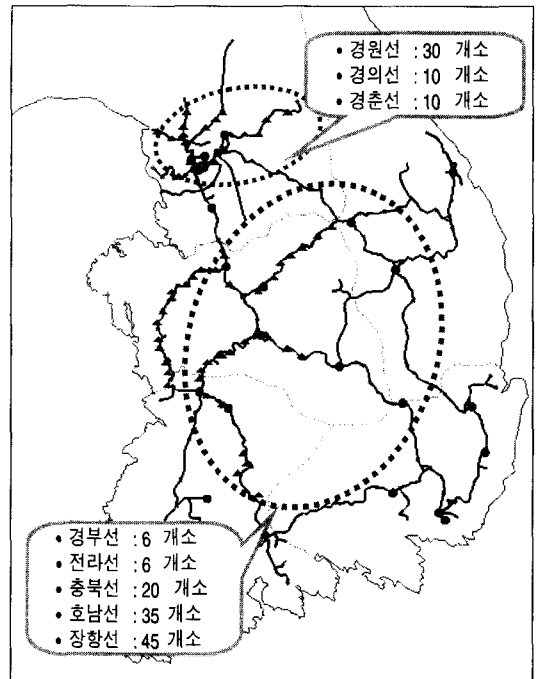 • 경원선 : 30 개소
• 경의선 : 10 개소
• 경춘선 : 10 개소
• 경부선 : 6 개소
• 전라선 : 6 개소
• 충북선 : 20 개소
• 호남선 : 35 개소
• 장항선 : 45 개소